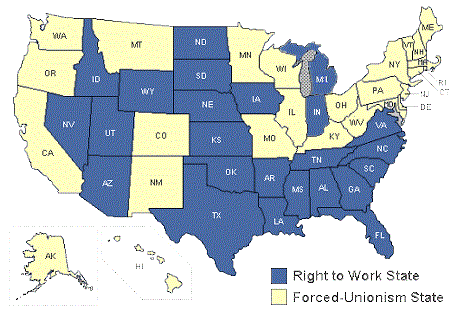 WA
OR
CA
ID
NV
MT
WY
UT
AZ
CO
NM
ND
SD
NE
KS
OK
TX
MN
IA
MO
AR
LA
WI
IL
MI
IN
OH
KY
TN
MS
AL
GA
FL
SC
NC
VA
WV
PA
NY
VT
NH
ME
RI
CT
NJ
DE
AK
HI
Right to Work State
Forced-Unionism State